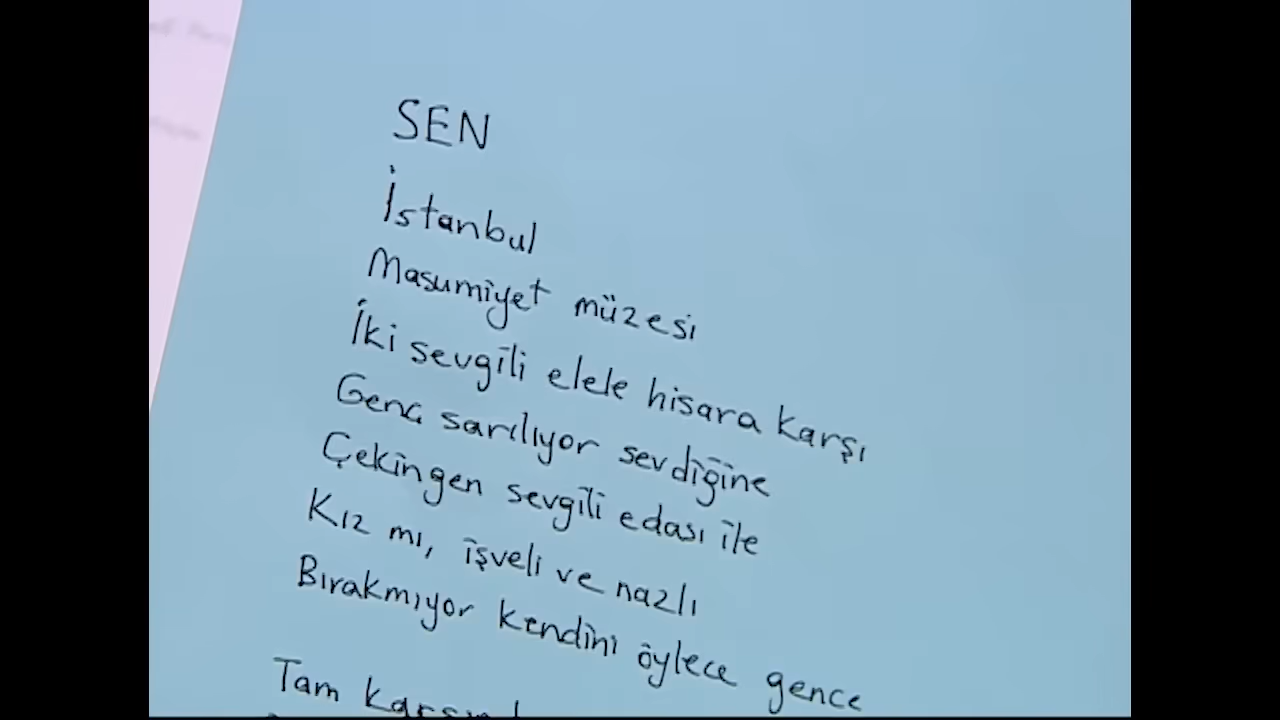 SEN
İstanbul
Masumiyet müzesi
İki sevgili elele hisara karşı
Genç sarılıyor sevdiğine
Çekingen sevgili edası ile
Kız mı, işveli ve nazlı
Bırakmıyor kendini öylece gence
Tam